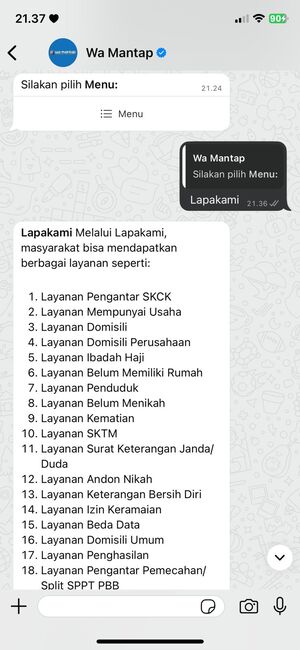 21.37
90
Wa Mantap
Silakan pilih Menu:
21.24
Menu
Wa Mantap
Silakan pilih Menu:
Lapakami 21.36
Lapakami Melalui Lapakami,
masyarakat bisa mendapatkan
berbagai layanan seperti:
1. Layanan Pengantar SKCK
2. Layanan Mempunyai Usaha
3. Layanan Domisili
4. Layanan Domisili Perusahaan
5. Layanan Ibadah Haji
6. Layanan Belum Memiliki Rumah
7. Layanan Penduduk
8. Layanan Belum Menikah
9. Layanan Kematian
10. Layanan SKTM
11. Layanan Surat Keterangan Janda/
Duda
12. Layanan Andon Nikah
13. Layanan Keterangan Bersih Diri
14. Layanan Izin Keramaian
15. Layanan Beda Data
16. Layanan Domisili Umum
17. Layanan Penghasilan
18. Layanan Pengantar Pemecahan/
Split SPPT PBB